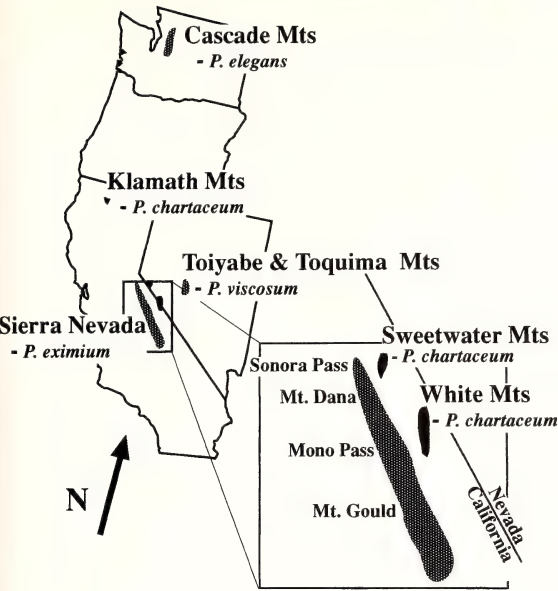 Cascade Mts
- P. elegans
Klamath Mts
- P. chartaceum
Toiyabe & Toquima Mts
- P. viscosum
Sierra Nevada
- P. eximium
Sweetwater Mts
- P. chartaceum
Sonora Pass
White Mts
- P. chartaceum
Mt. Dana
Mono Pass
Mt. Gould
Nevada
California
N